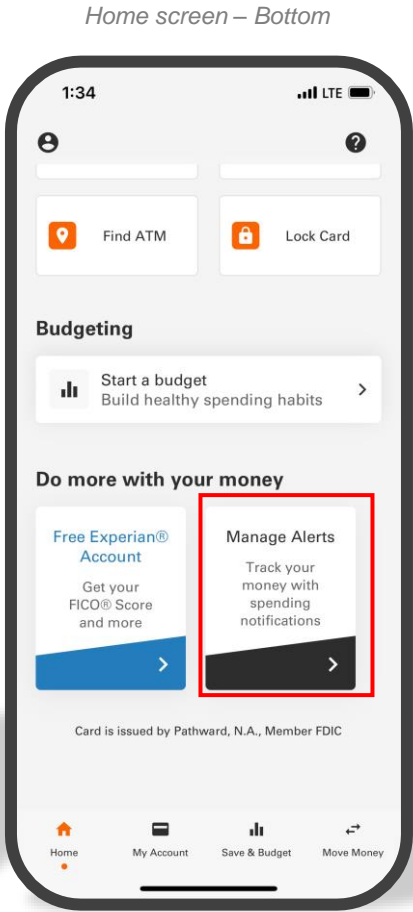 Home screen – Bottom
1:34
LTE
Find ATM
Lock Card
Budgeting
Start a budget
Build healthy spending habits
Do more with your money
Free Experian®
Account
Get your
FICO® Score
and more
Manage Alerts
Track your
money with
spending
notifications
Card is issued by Pathward, N.A., Member FDIC
Home
My Account
Save & Budget
Move Money